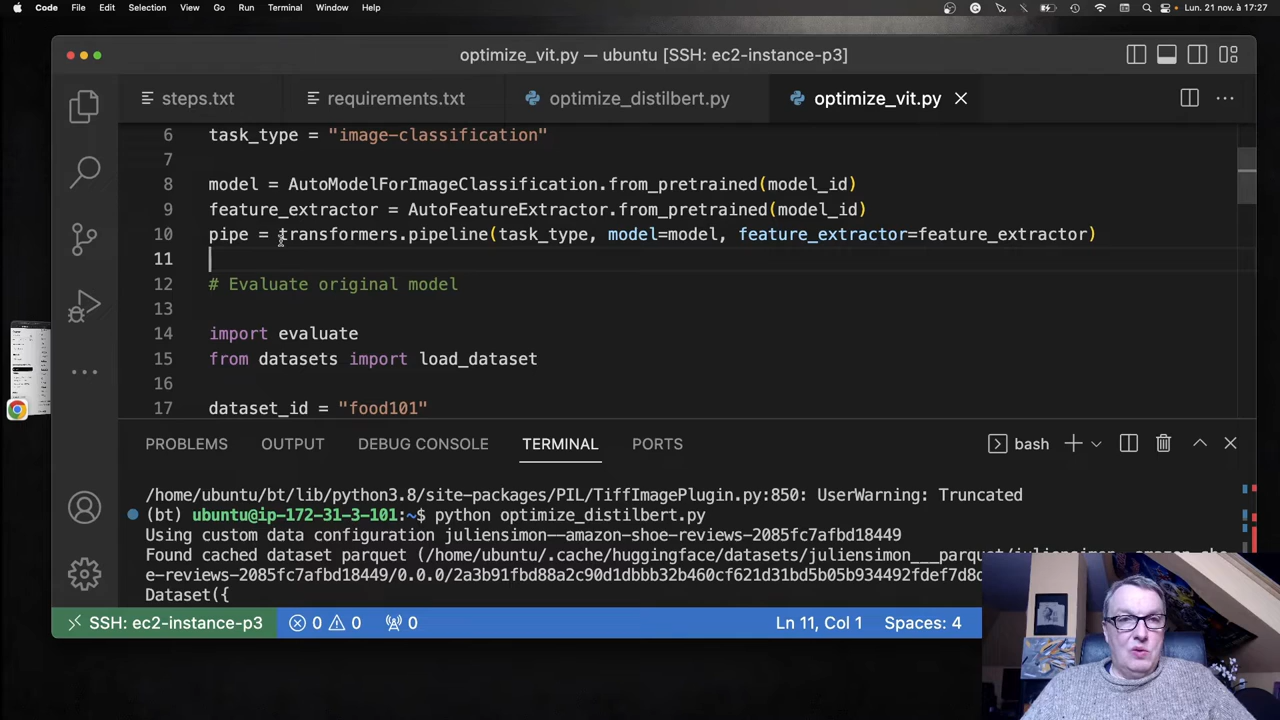 Code File Edit Selection View Go Run Terminal Window Help Lun. 21 nov. à 17:27
optimize_vit.py — ubuntu [SSH: ec2-instance-p3]
steps.txt requirements.txt optimize_distilbert.py optimize_vit.py
6 task_type = "image-classification"
7
8 model = AutoModelForImageClassification.from_pretrained(model_id)
9 feature_extractor = AutoFeatureExtractor.from_pretrained(model_id)
10 pipe = transformers.pipeline(task_type, model=model, feature_extractor=feature_extractor)
11
12 # Evaluate original model
13
14 import evaluate
15 from datasets import load_dataset
16
17 dataset_id = "food101"
PROBLEMS OUTPUT DEBUG CONSOLE TERMINAL PORTS bash
/home/ubuntu/bt/lib/python3.8/site-packages/PIL/TiffImagePlugin.py:850: UserWarning: Truncated
(bt) ubuntu@ip-172-31-3-101:~$ python optimize_distilbert.py
Using custom data configuration juliensimon--amazon-shoe-reviews-2085fc7afbd18449
Found cached dataset parquet (/home/ubuntu/.cache/huggingface/datasets/juliensimon___parquet/juliensimon--amazon-sho
e-reviews-2085fc7afbd18449/0.0.0/2a3b91fbd88a2c90d1dbbb32b460cf621d31bd5b05b934492fdef7d8d
Dataset({
SSH: ec2-instance-p3 0 0 0 Ln 11, Col 1 Spaces: 4